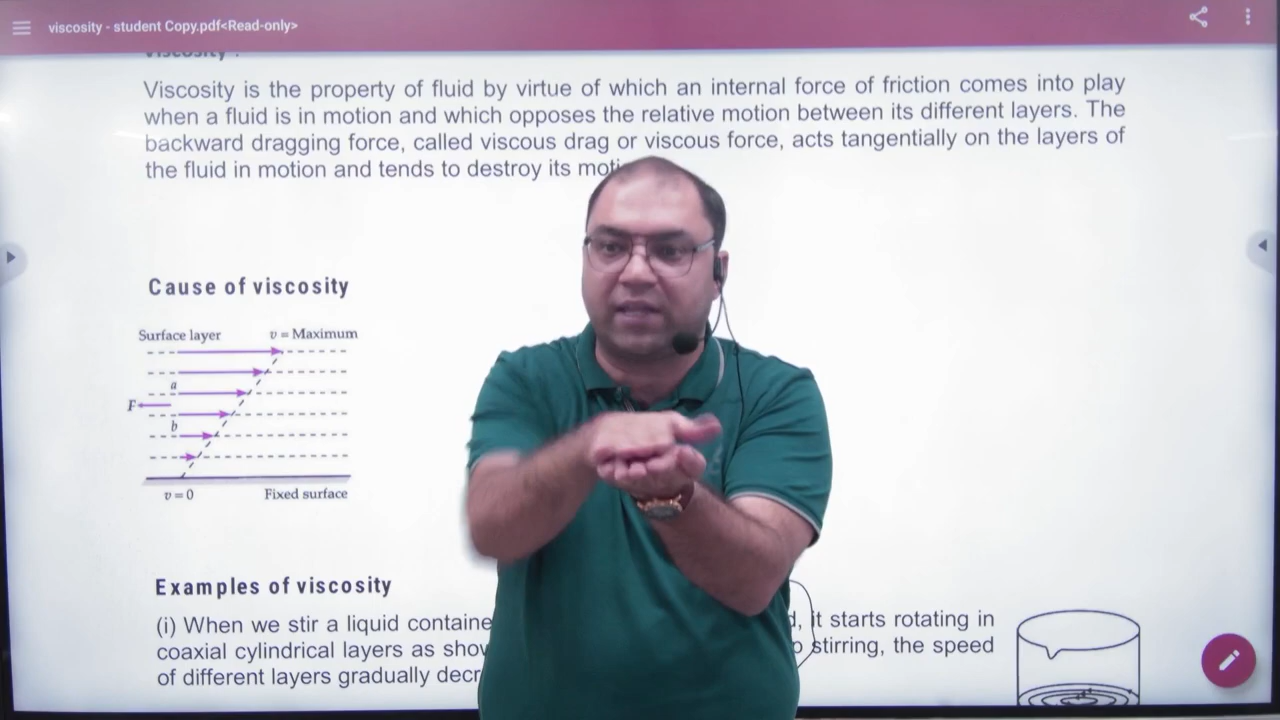 viscosity - student Copy.pdf<Read-only>
Viscosity :
Viscosity is the property of fluid by virtue of which an internal force of friction comes into play
when a fluid is in motion and which opposes the relative motion between its different layers. The
backward dragging force, called viscous drag or viscous force, acts tangentially on the layers of
the fluid in motion and tends to destroy its moti
Cause of viscosity
Surface layer v = Maximum
a
F
b
v = 0 Fixed surface
Examples of viscosity
(i) When we stir a liquid containe d, it starts rotating in
coaxial cylindrical layers as show p stirring, the speed
of different layers gradually decr